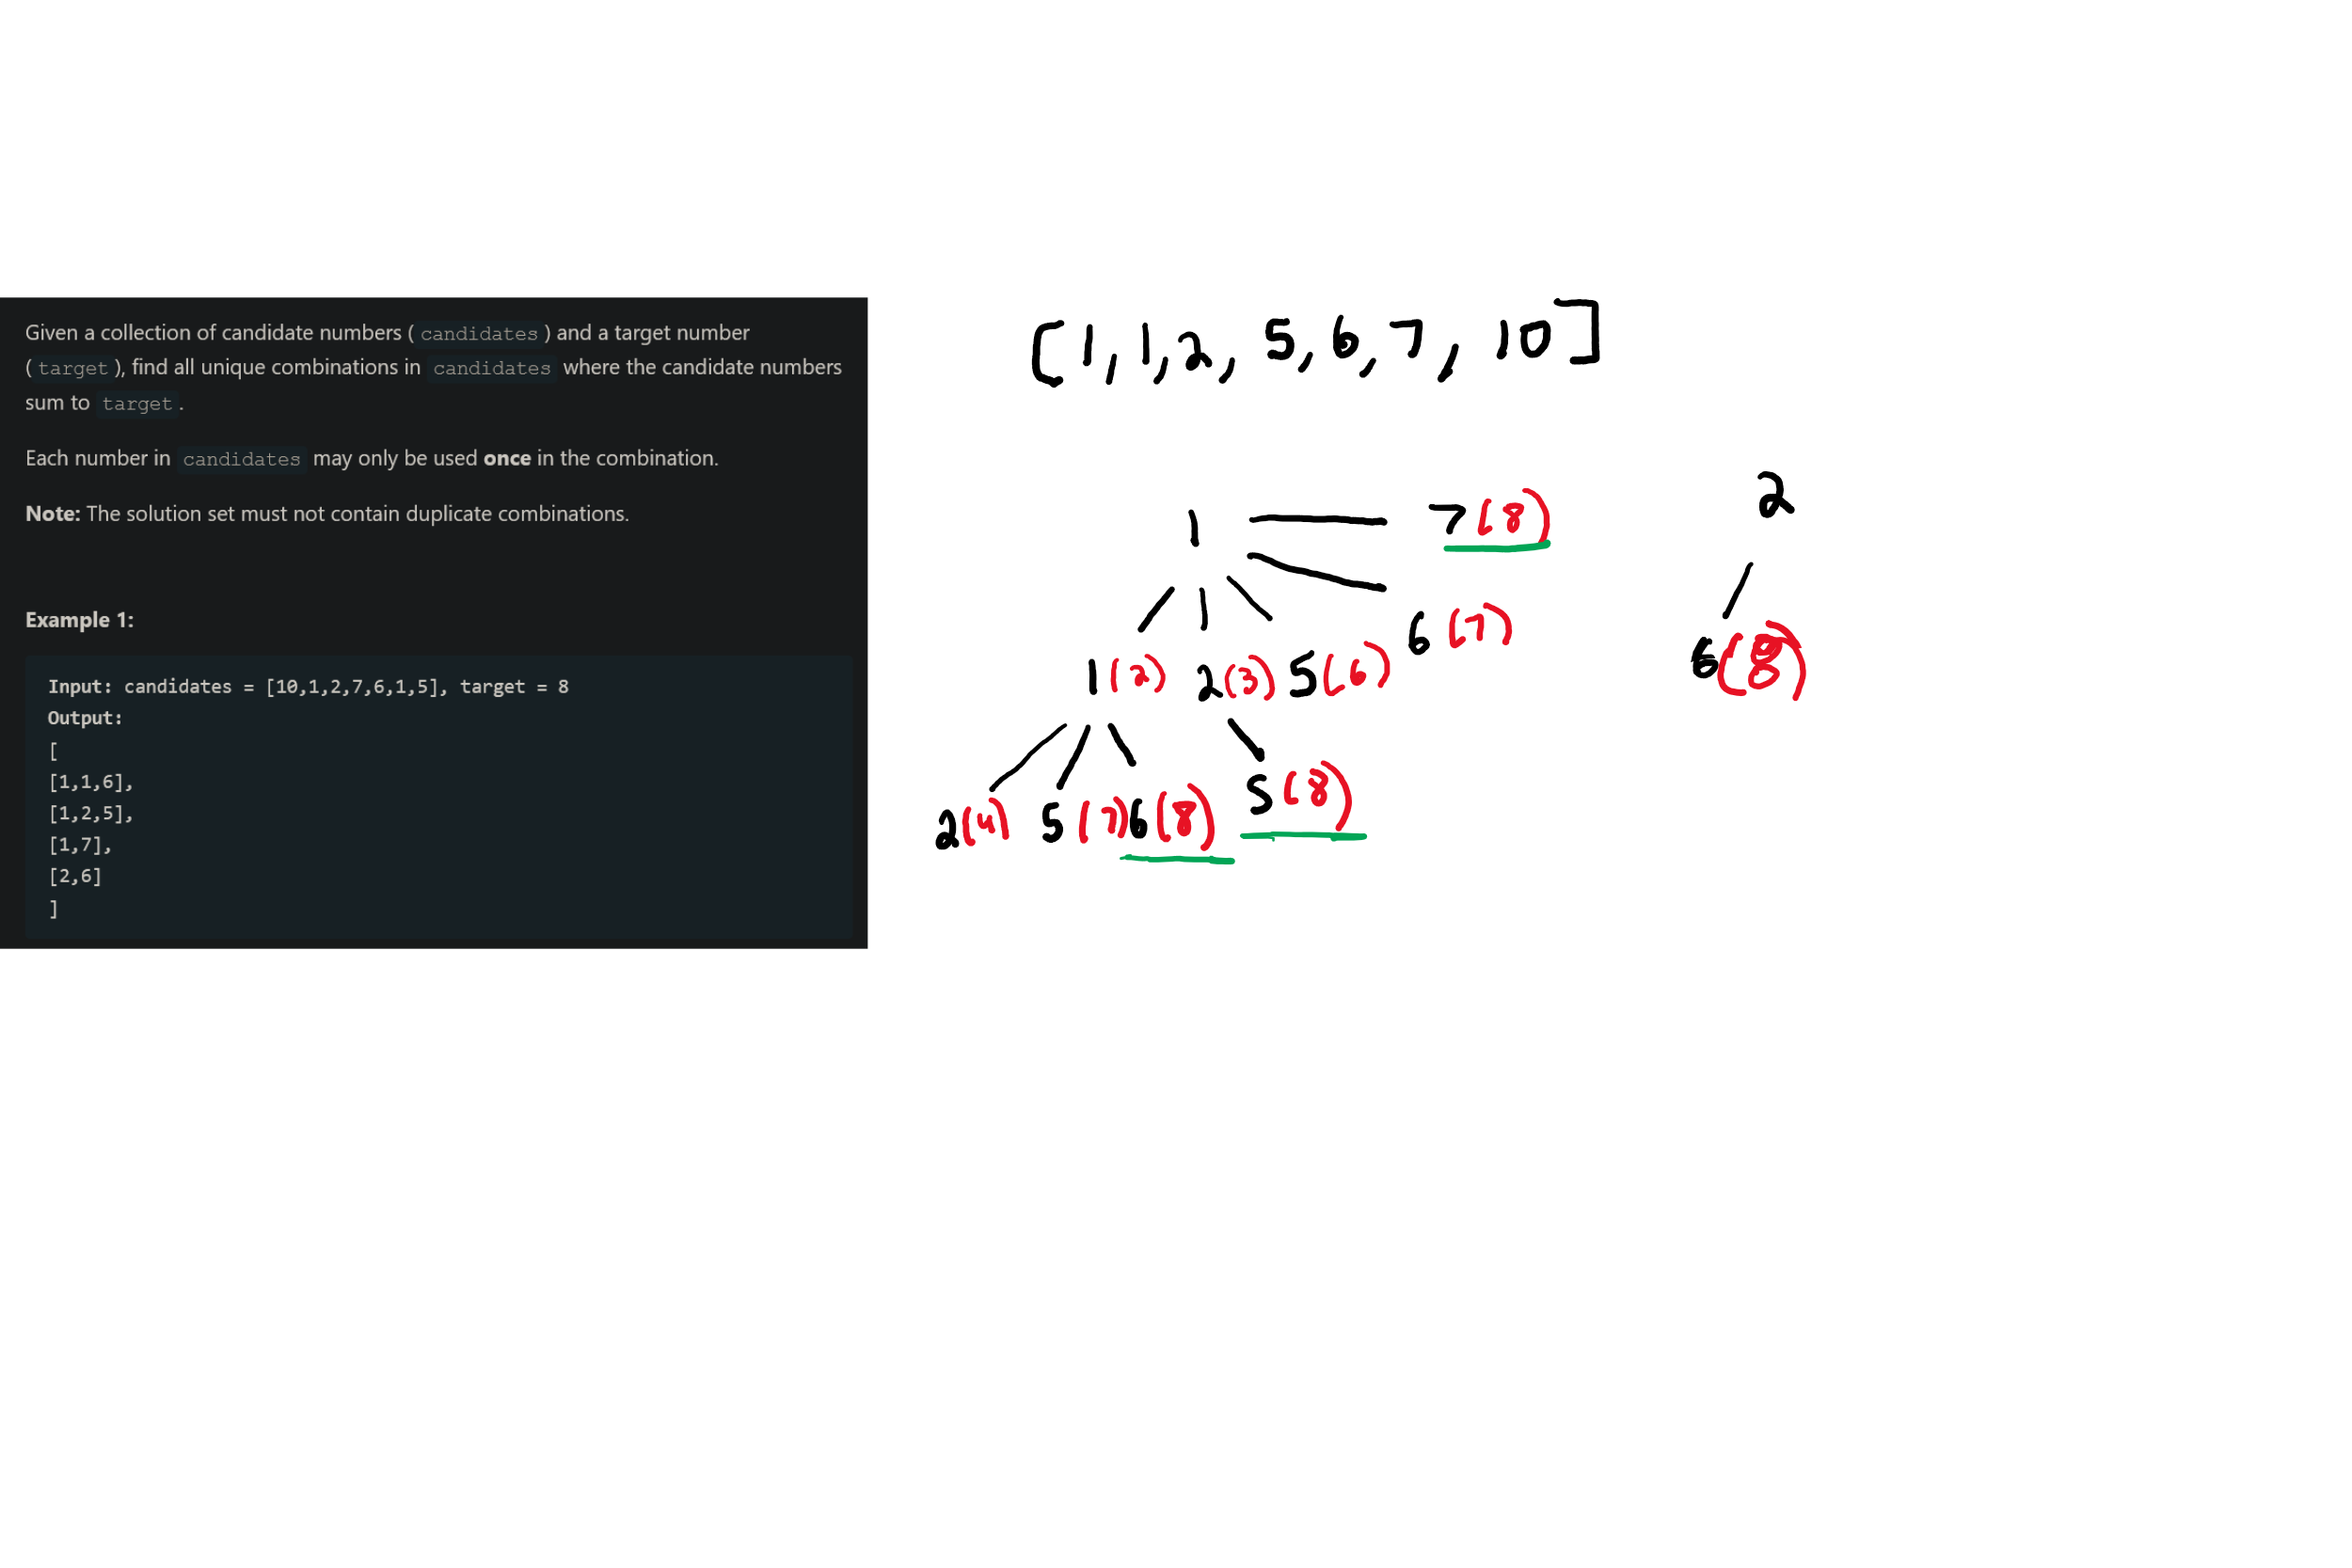 Given a collection of candidate numbers ( candidates ) and a target number
( target ), find all unique combinations in candidates where the candidate numbers
sum to target .
Each number in candidates may only be used once in the combination.
Note: The solution set must not contain duplicate combinations.
Example 1:
Input: candidates = [10,1,2,7,6,1,5], target = 8
Output:
[
[1,1,6],
[1,2,5],
[1,7],
[2,6]
]
[1, 1, 2, 5, 6, 7, 10]
1 7(8)
6(7)
1(2) 2(3) 5(6)
2(4) 5(7) 6(8) 5(8)
2
6(8)